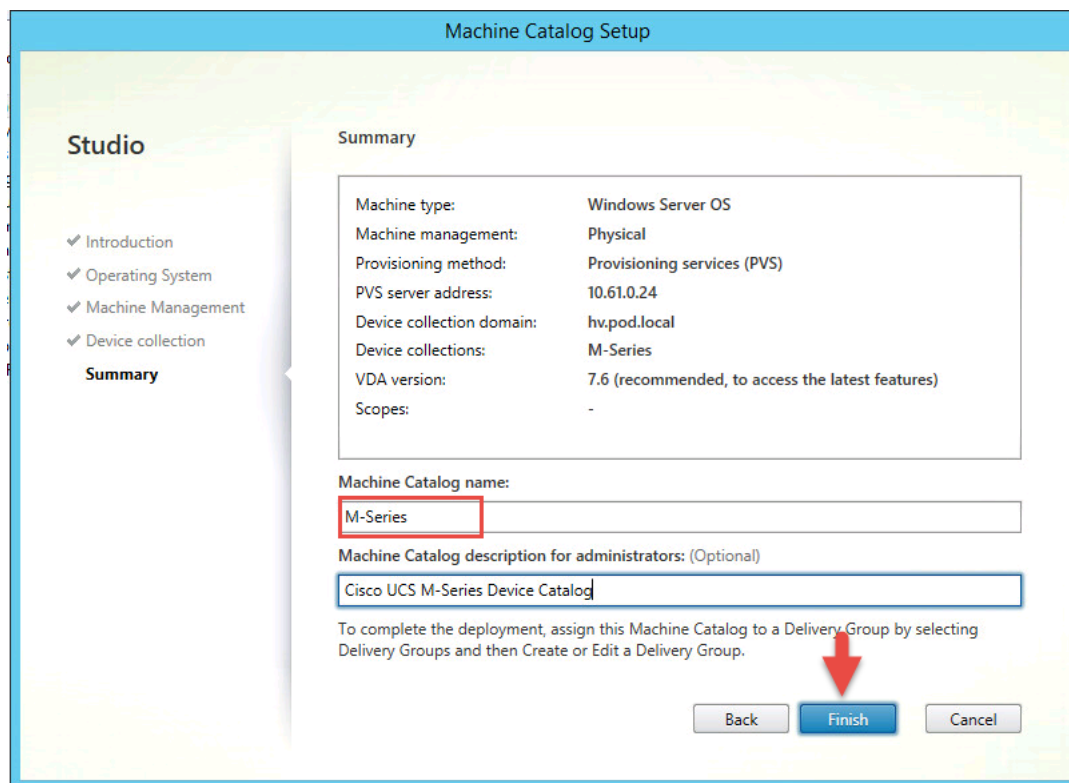 Machine Catalog Setup
Studio
Introduction
Operating System
Machine Management
Device collection
Summary
Summary
Machine type: Windows Server OS
Machine management: Physical
Provisioning method: Provisioning services (PVS)
PVS server address: 10.61.0.24
Device collection domain: hv.pod.local
Device collections: M-Series
VDA version: 7.6 (recommended, to access the latest features)
Scopes: -
Machine Catalog name:
M-Series
Machine Catalog description for administrators: (Optional)
Cisco UCS M-Series Device Catalog
To complete the deployment, assign this Machine Catalog to a Delivery Group by selecting
Delivery Groups and then Create or Edit a Delivery Group.
Back Finish Cancel